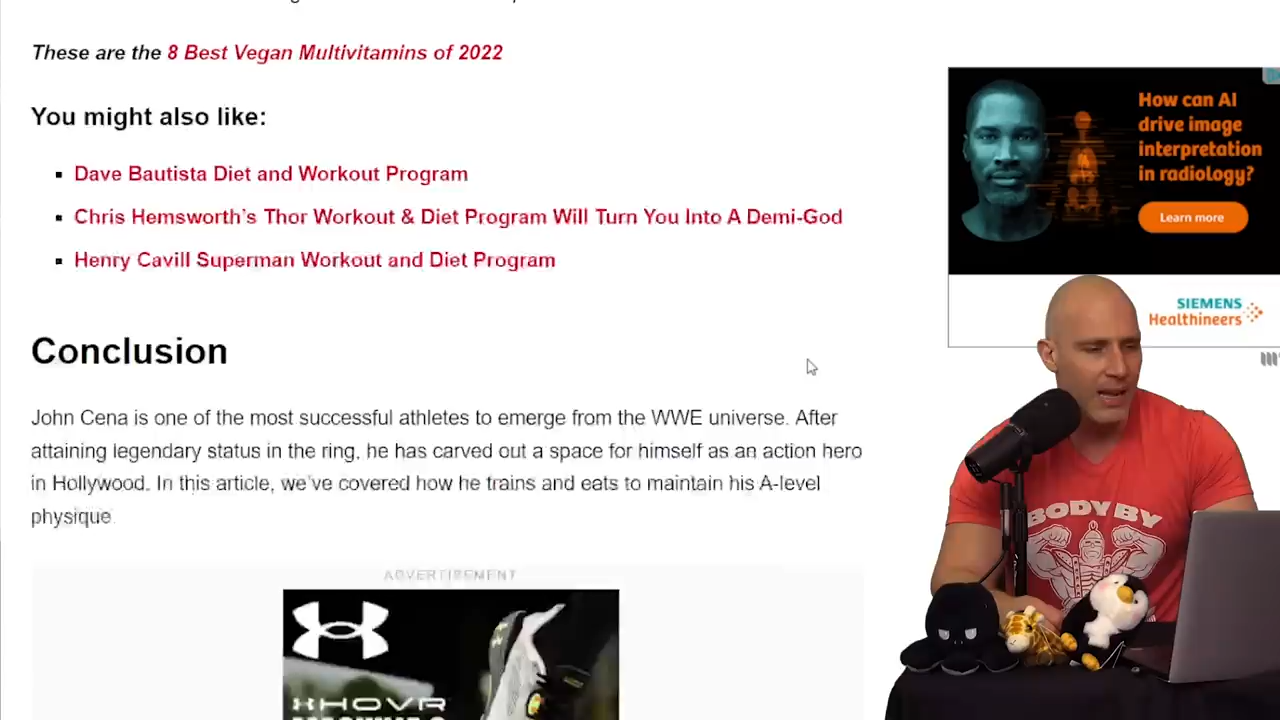 These are the 8 Best Vegan Multivitamins of 2022
You might also like:
Dave Bautista Diet and Workout Program
Chris Hemsworth's Thor Workout & Diet Program Will Turn You Into A Demi-God
Henry Cavill Superman Workout and Diet Program
Conclusion
John Cena is one of the most successful athletes to emerge from the WWE universe. After
attaining legendary status in the ring, he has carved out a space for himself as an action hero
in Hollywood. In this article, we've covered how he trains and eats to maintain his A-level
physique
ADVERTISEMENT
HOVR
How can AI
drive image
interpretation
in radiology?
Learn more
SIEMENS
Healthineers
BODY BY